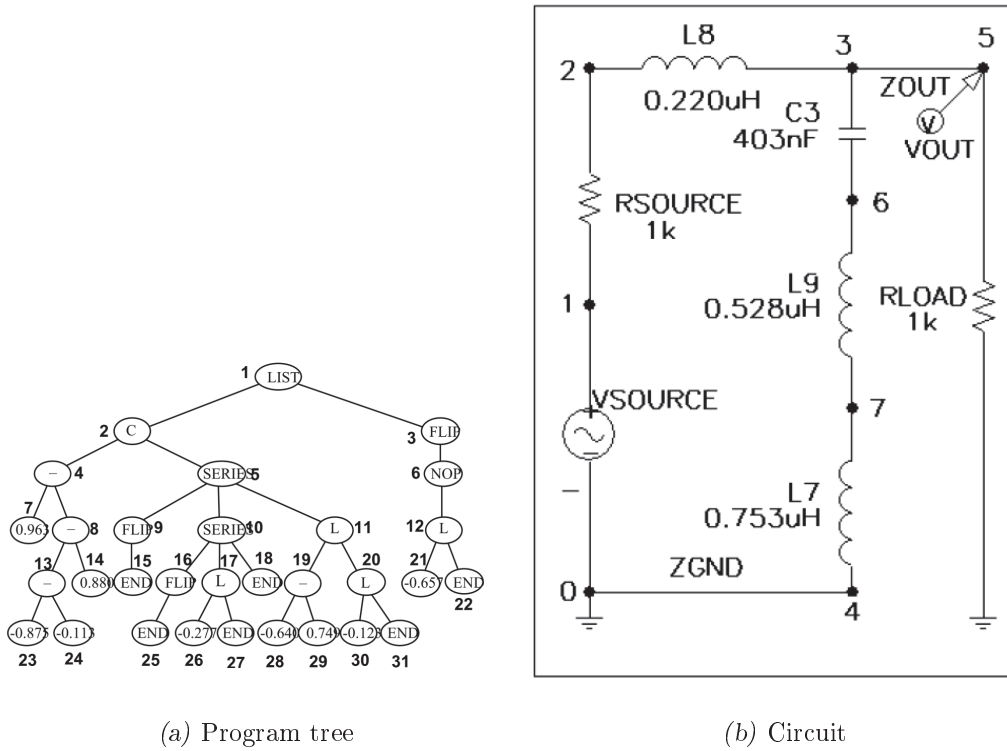 1 LIST
2 C
3 FLIP
− 4
SERIES 5
6 NOP
7
0.963
− 8
FLIP 9
SERIES 10
L 11
12 L
13
−
14
0.880
15
END
16
FLIP
17
L
18
END
19
−
20
L
21
-0.657
END
22
-0.875
-0.113
END
-0.277
END
-0.640
0.749
-0.123
END
23
24
25
26
27
28
29
30
31
(a) Program tree
L8
0.220uH
2
3
5
ZOUT
V
VOUT
C3
403nF
6
RSOURCE
1k
L9
0.528uH
RLOAD
1k
1
+
VSOURCE
−
−
7
L7
0.753uH
0
ZGND
4
(b) Circuit